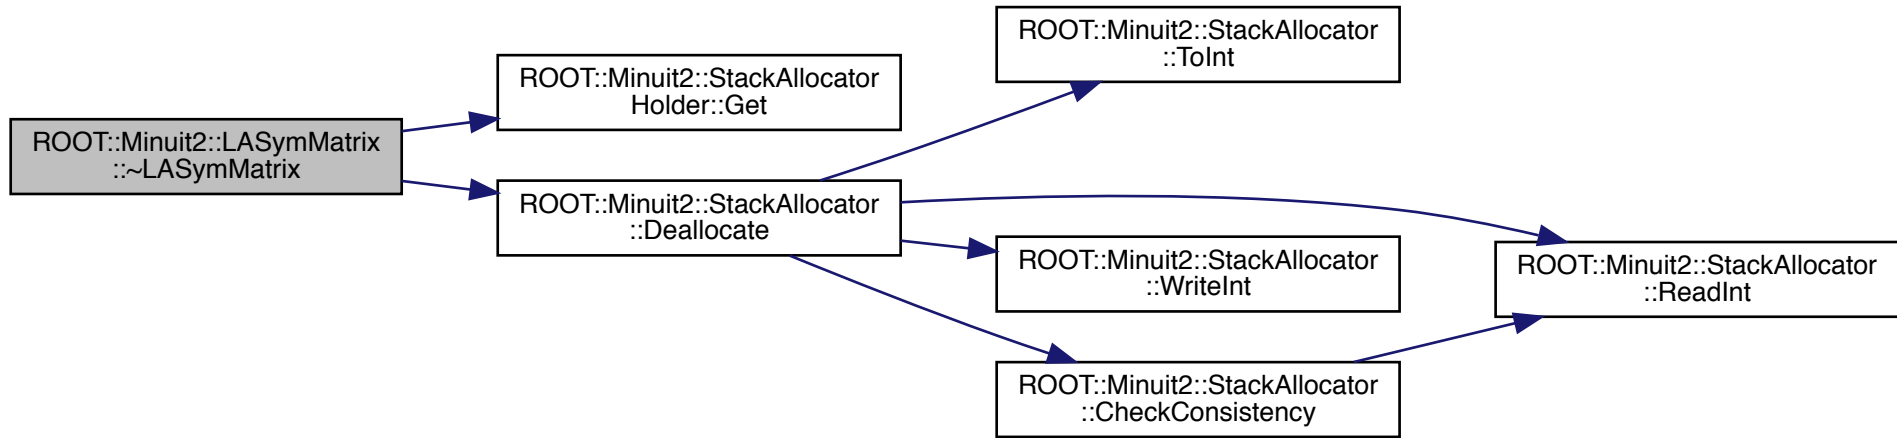 ROOT::Minuit2::LASymMatrix
::~LASymMatrix
ROOT::Minuit2::StackAllocator
Holder::Get
ROOT::Minuit2::StackAllocator
::Deallocate
ROOT::Minuit2::StackAllocator
::ToInt
ROOT::Minuit2::StackAllocator
::WriteInt
ROOT::Minuit2::StackAllocator
::CheckConsistency
ROOT::Minuit2::StackAllocator
::ReadInt